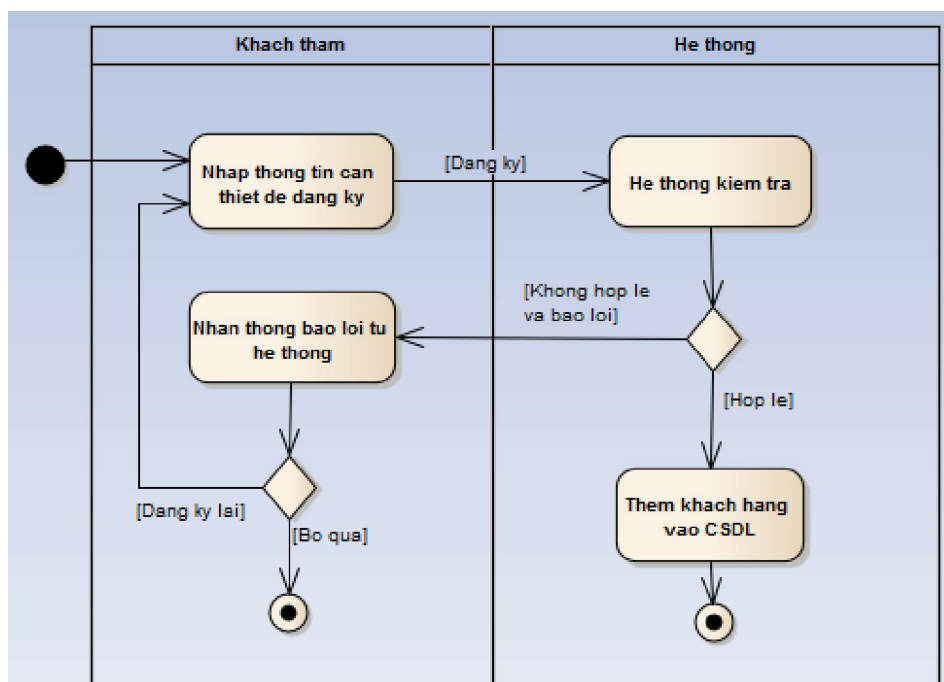 Khach tham
He thong
Nhap thong tin can
thiet de dang ky
[Dang ky]
He thong kiem tra
[Khong hop le
va bao loi]
Nhan thong bao loi tu
he thong
[Hop le]
[Dang ky lai]
[Bo qua]
Them khach hang
vao CSDL